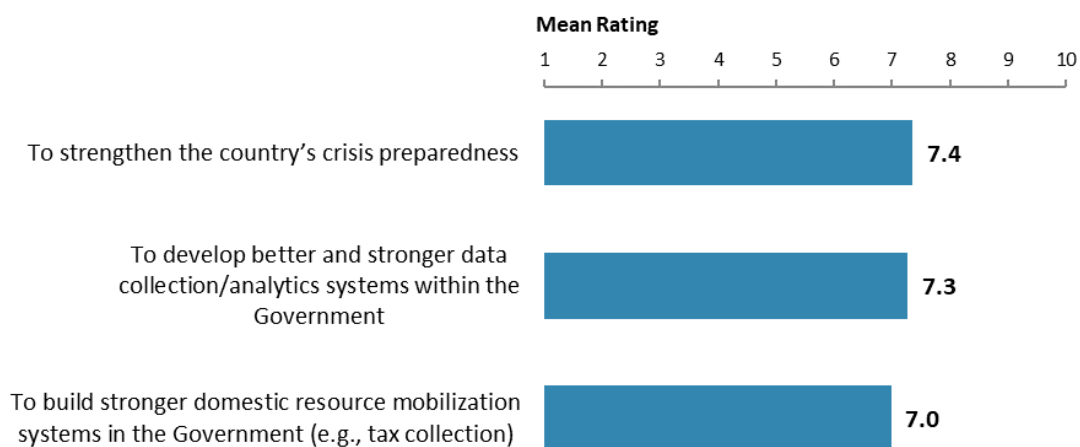 Mean Rating
1 2 3 4 5 6 7 8 9 10
To strengthen the country’s crisis preparedness
7.4
To develop better and stronger data
collection/analytics systems within the
Government
7.3
To build stronger domestic resource mobilization
systems in the Government (e.g., tax collection)
7.0